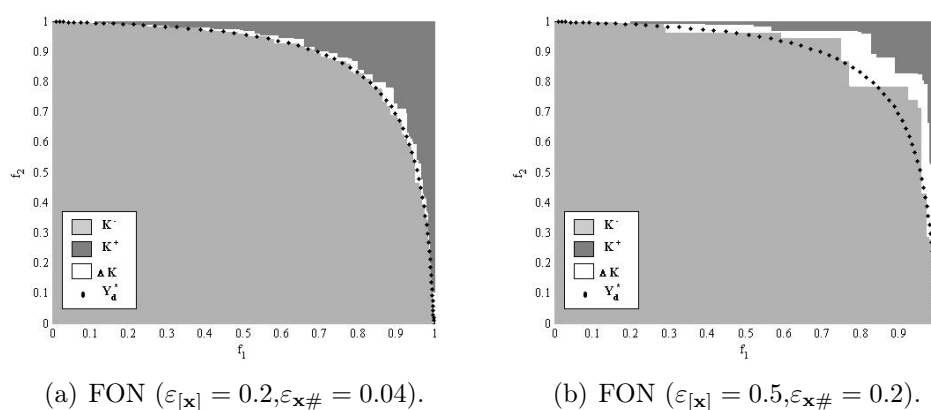 1
0.9
0.8
0.7
0.6
0.5
0.4
0.3
0.2
0.1
0
f₂
K⁻
K⁺
Δ K
Y*d
0 0.1 0.2 0.3 0.4 0.5 0.6 0.7 0.8 0.9 1
f₁
(a) FON (ε[x] = 0.2,εx# = 0.04).
1
0.9
0.8
0.7
0.6
0.5
0.4
0.3
0.2
0.1
0
f₂
K⁻
K⁺
Δ K
Y*d
0 0.1 0.2 0.3 0.4 0.5 0.6 0.7 0.8 0.9
f₁
(b) FON (ε[x] = 0.5,εx# = 0.2).